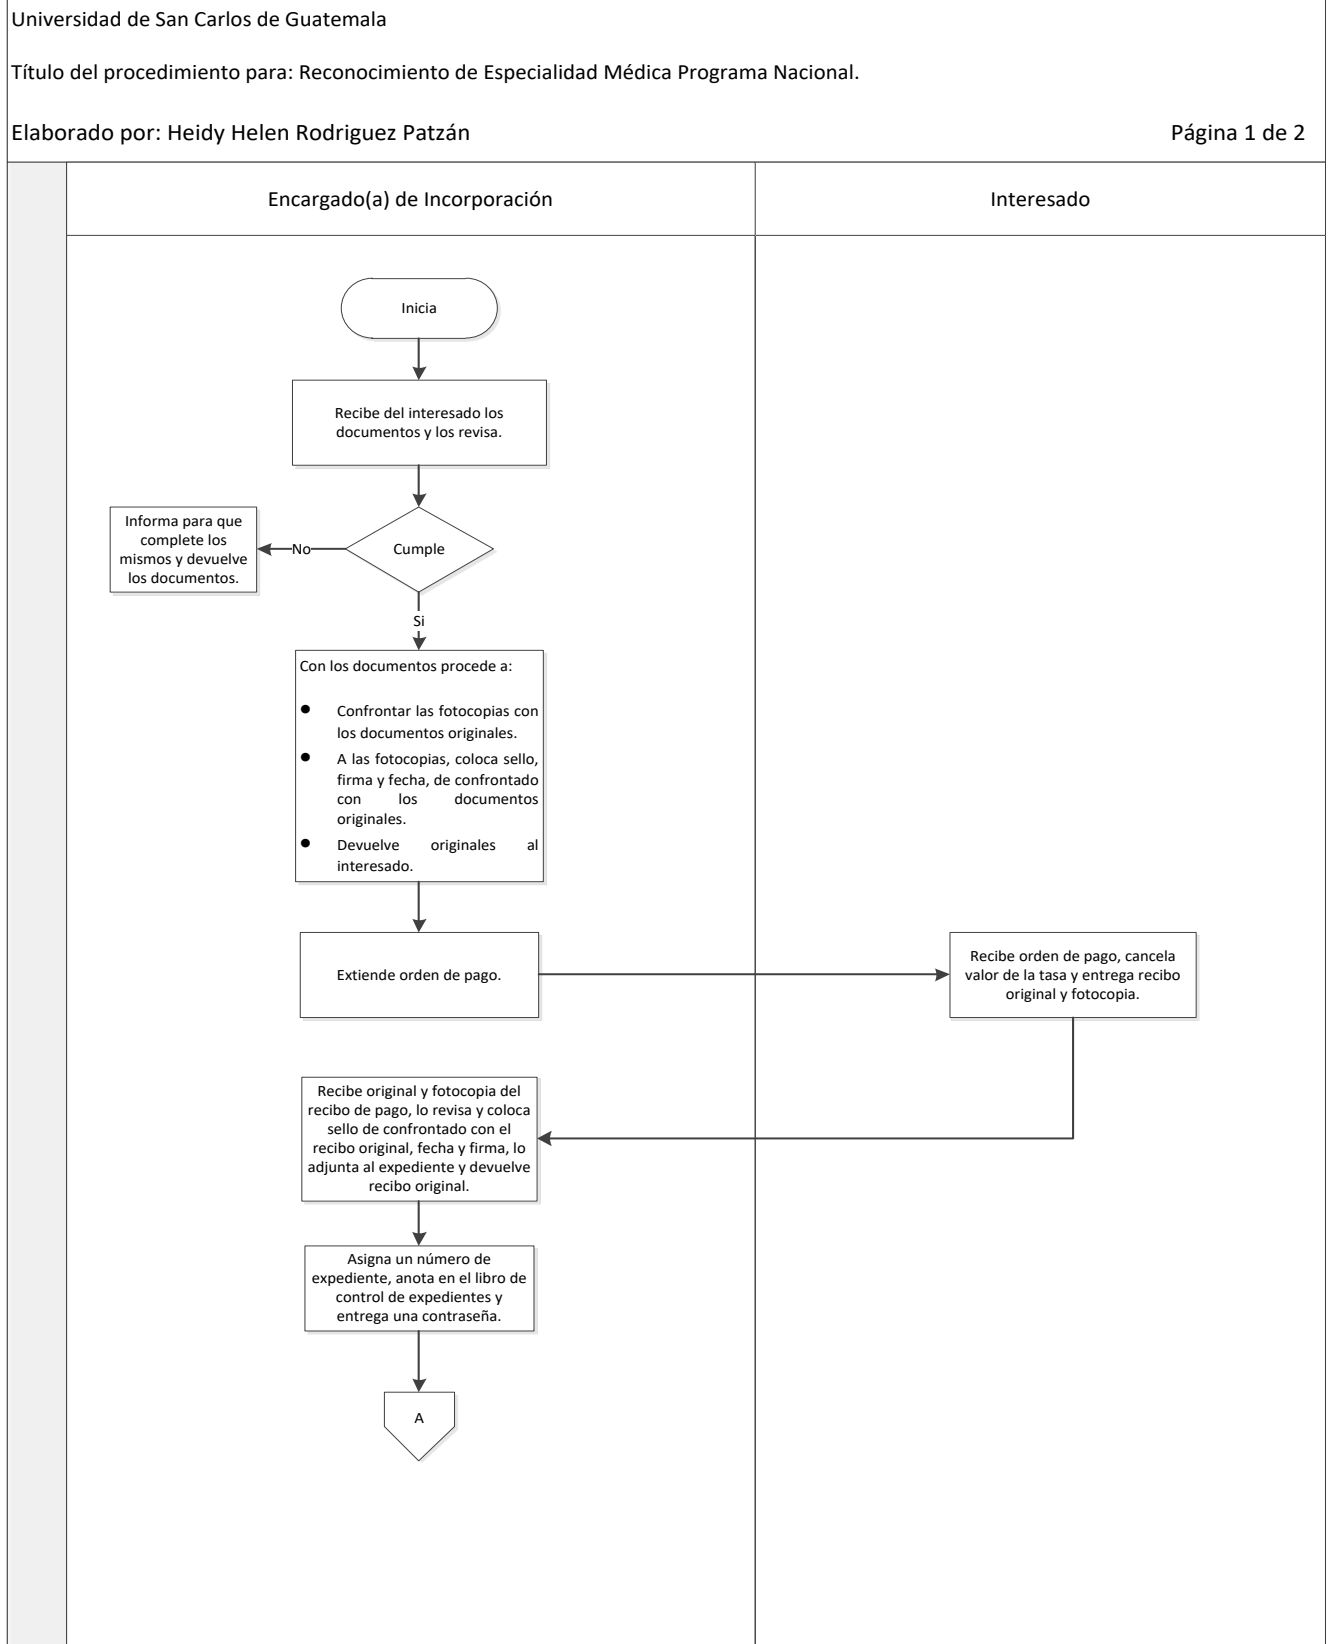 Universidad de San Carlos de Guatemala
Título del procedimiento para: Reconocimiento de Especialidad Médica Programa Nacional.
Elaborado por: Heidy Helen Rodriguez Patzán
Página 1 de 2
Encargado(a) de Incorporación
Interesado
Inicia
Recibe del interesado los
documentos y los revisa.
Cumple
No
Informa para que
complete los
mismos y devuelve
los documentos.
Si
Con los documentos procede a:
● Confrontar las fotocopias con
los documentos originales.
● A las fotocopias, coloca sello,
firma y fecha, de confrontado
con los documentos
originales.
● Devuelve originales al
interesado.
Extiende orden de pago.
Recibe orden de pago, cancela
valor de la tasa y entrega recibo
original y fotocopia.
Recibe original y fotocopia del
recibo de pago, lo revisa y coloca
sello de confrontado con el
recibo original, fecha y firma, lo
adjunta al expediente y devuelve
recibo original.
Asigna un número de
expediente, anota en el libro de
control de expedientes y
entrega una contraseña.
A